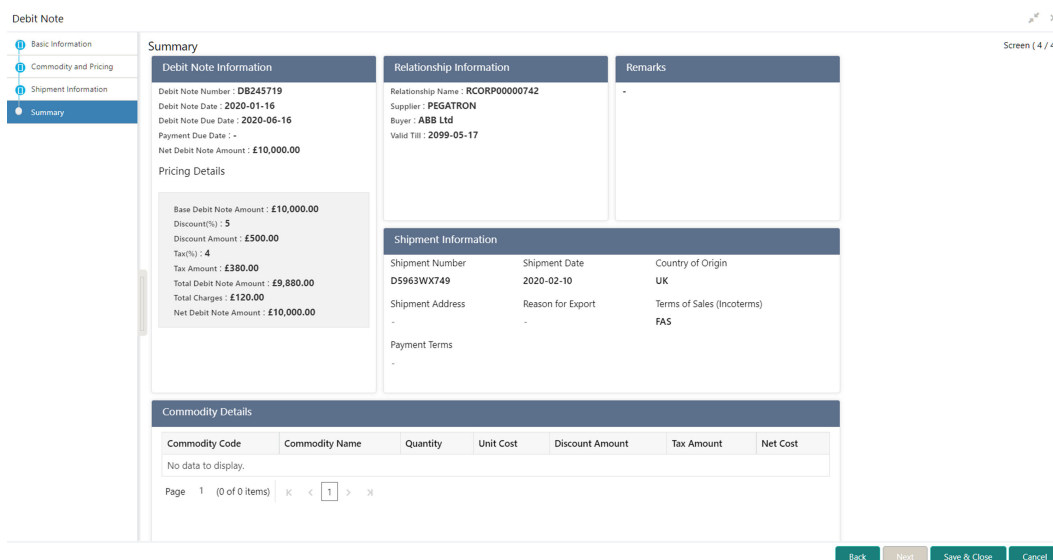 Debit Note
Basic Information
Commodity and Pricing
Shipment Information
Summary
Summary
Screen ( 4 / 4
Debit Note Information
Debit Note Number : DB245719
Debit Note Date : 2020-01-16
Debit Note Due Date : 2020-06-16
Payment Due Date : -
Net Debit Note Amount : £10,000.00
Pricing Details
Base Debit Note Amount : £10,000.00
Discount(%) : 5
Discount Amount : £500.00
Tax(%) : 4
Tax Amount : £380.00
Total Debit Note Amount : £9,880.00
Total Charges : £120.00
Net Debit Note Amount : £10,000.00
Relationship Information
Relationship Name : RCORP00000742
Supplier : PEGATRON
Buyer : ABB Ltd
Valid Till : 2099-05-17
Remarks
-
Shipment Information
Shipment Number Shipment Date Country of Origin
D5963WX749 2020-02-10 UK
Shipment Address Reason for Export Terms of Sales (Incoterms)
- - FAS
Payment Terms
-
Commodity Details
Commodity Code Commodity Name Quantity Unit Cost Discount Amount Tax Amount Net Cost
No data to display.
Page 1 (0 of 0 items) 1
Back Next Save & Close Cancel